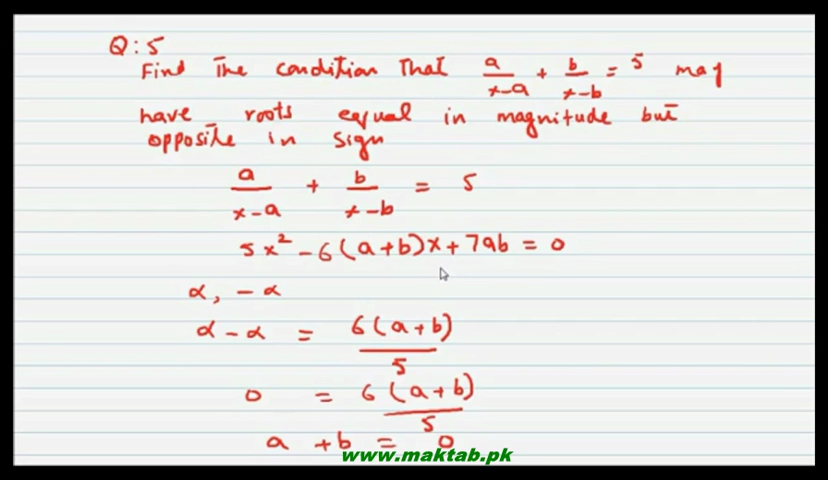 Q:5
Find The condition That a/x-a + b/x-b = 5 may
have roots equal in magnitude but
opposite in sign
a/x-a + b/x-b = 5
5x² - 6(a+b)x + 7ab = 0
α, -α
α - α = 6(a+b)/5
0 = 6(a+b)/5
a + b = 0
www.maktab.pk